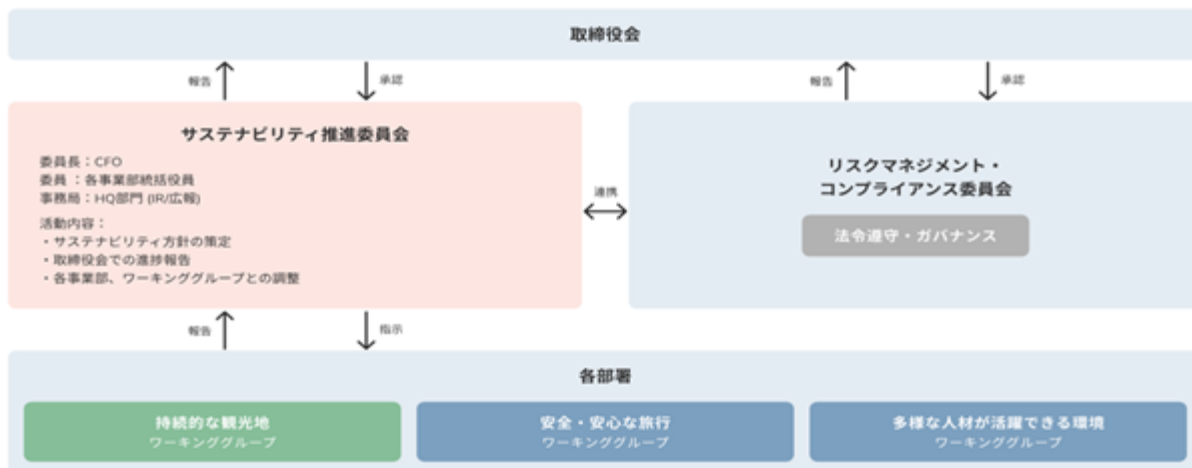 取締役会
報告
承認
報告
承認
サステナビリティ推進委員会
委員長：CFO
委員 ：各事業部統括役員
事務局：HQ部門 (IR/広報)
活動内容：
・サステナビリティ方針の策定
・取締役会での進捗報告
・各事業部、ワーキンググループとの調整
連携
リスクマネジメント・
コンプライアンス委員会
法令遵守・ガバナンス
報告
指示
各部署
持続的な観光地
ワーキンググループ
安全・安心な旅行
ワーキンググループ
多様な人材が活躍できる環境
ワーキンググループ